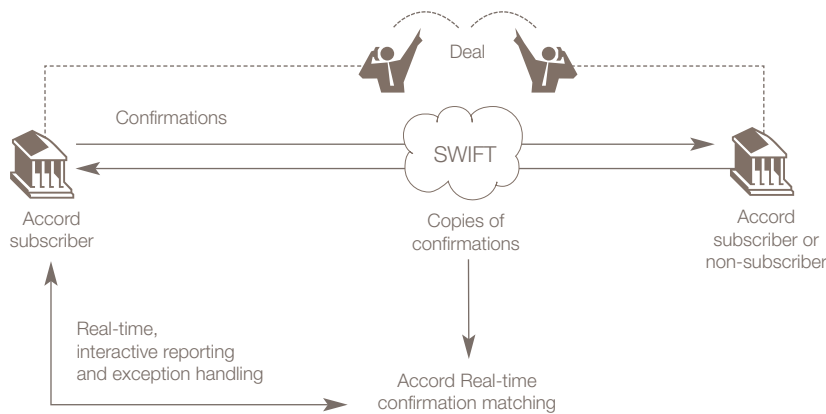 Deal
Confirmations
SWIFT
Accord
subscriber
Copies of
confirmations
Accord
subscriber or
non-subscriber
Real-time,
interactive reporting
and exception handling
Accord Real-time
confirmation matching